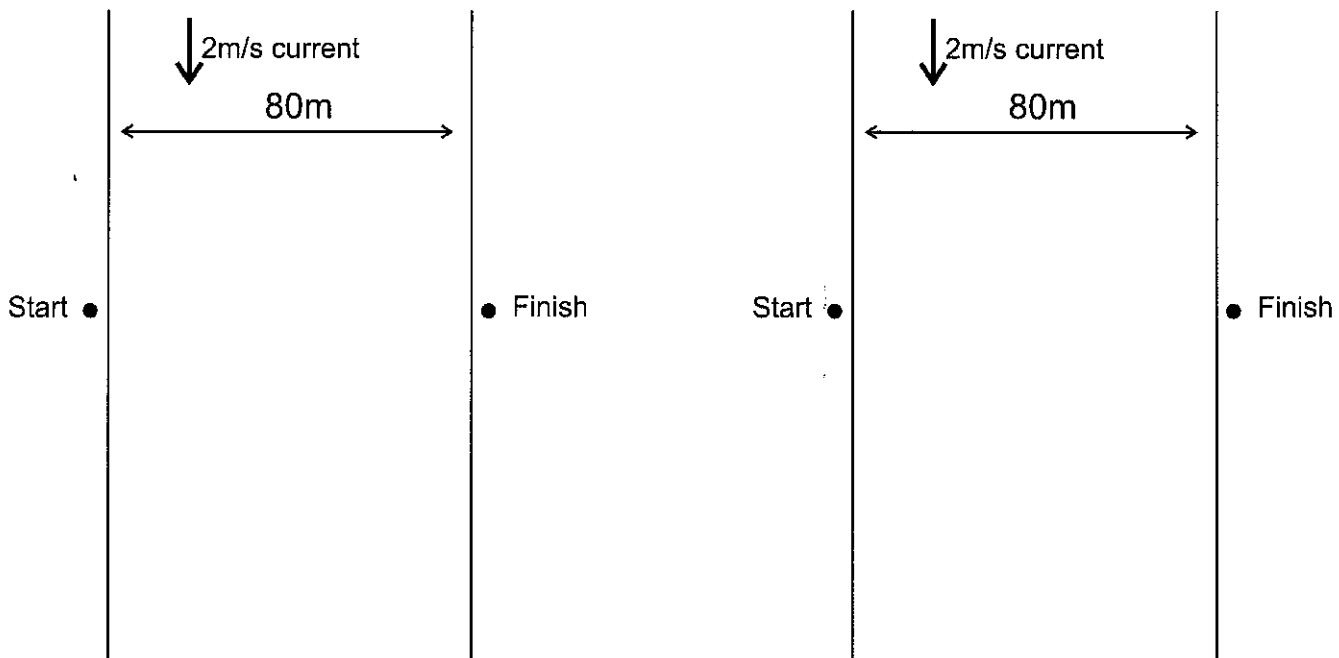 2m/s current
80m
Start
Finish
2m/s current
80m
Start
Finish